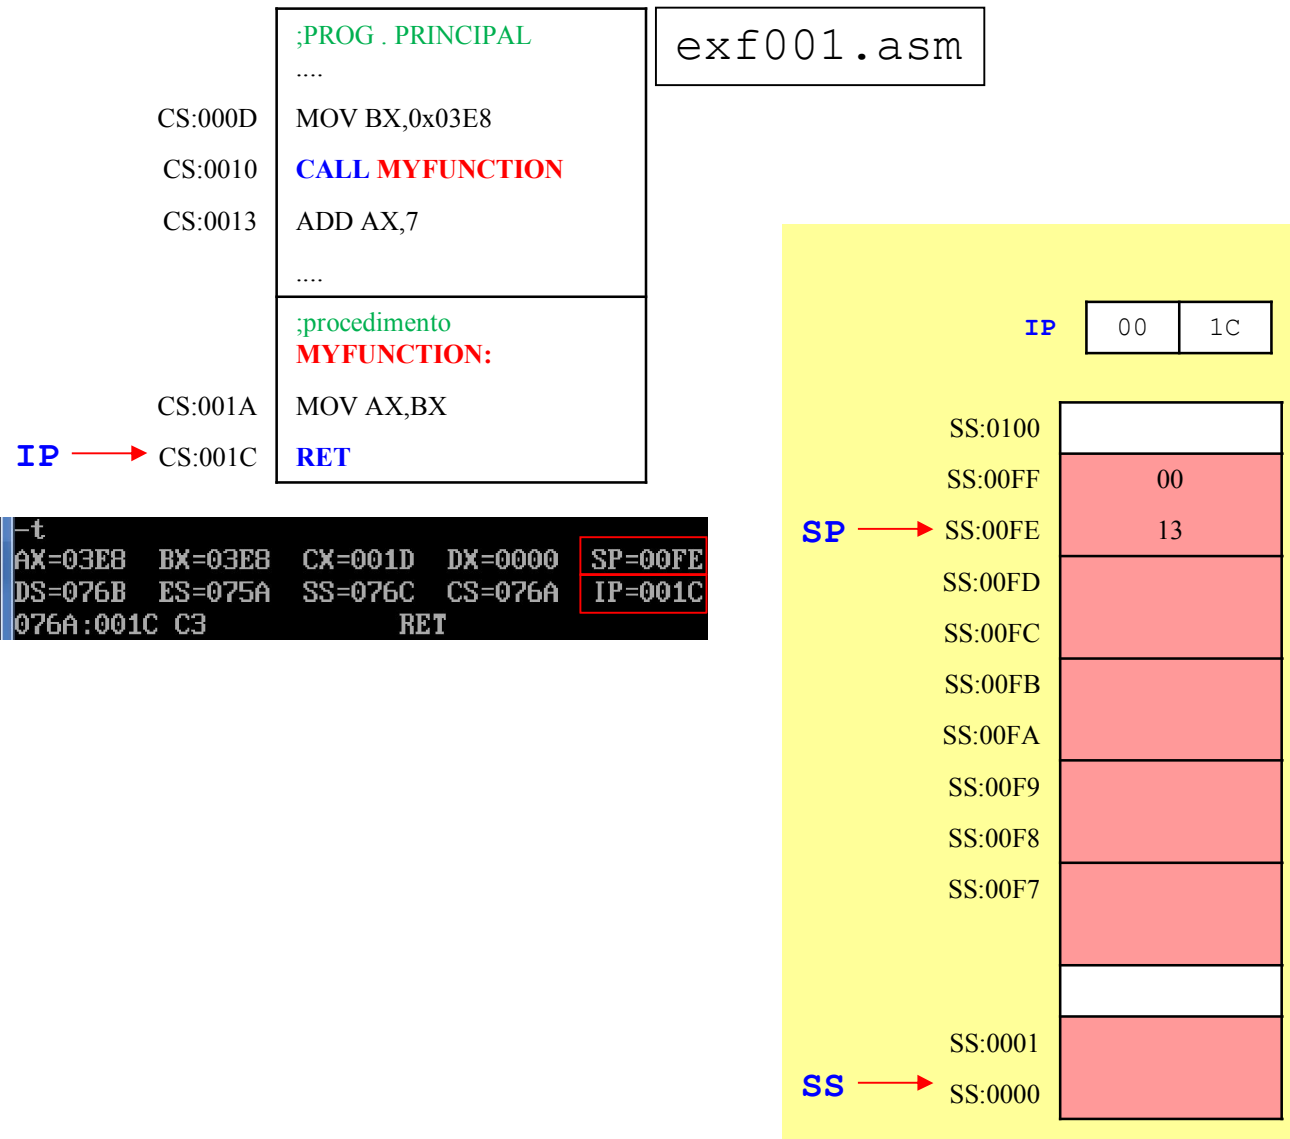 ;PROG . PRINCIPAL
....
exf001.asm
CS:000D MOV BX,0x03E8
CS:0010 CALL MYFUNCTION
CS:0013 ADD AX,7
....
;procedimento
MYFUNCTION:
CS:001A MOV AX,BX
IP CS:001C RET
-t
AX=03E8 BX=03E8 CX=001D DX=0000 SP=00FE
DS=076B ES=075A SS=076C CS=076A IP=001C
076A:001C C3 RET
IP 00 1C
SS:0100
SS:00FF 00
SP SS:00FE 13
SS:00FD
SS:00FC
SS:00FB
SS:00FA
SS:00F9
SS:00F8
SS:00F7
SS:0001
SS SS:0000